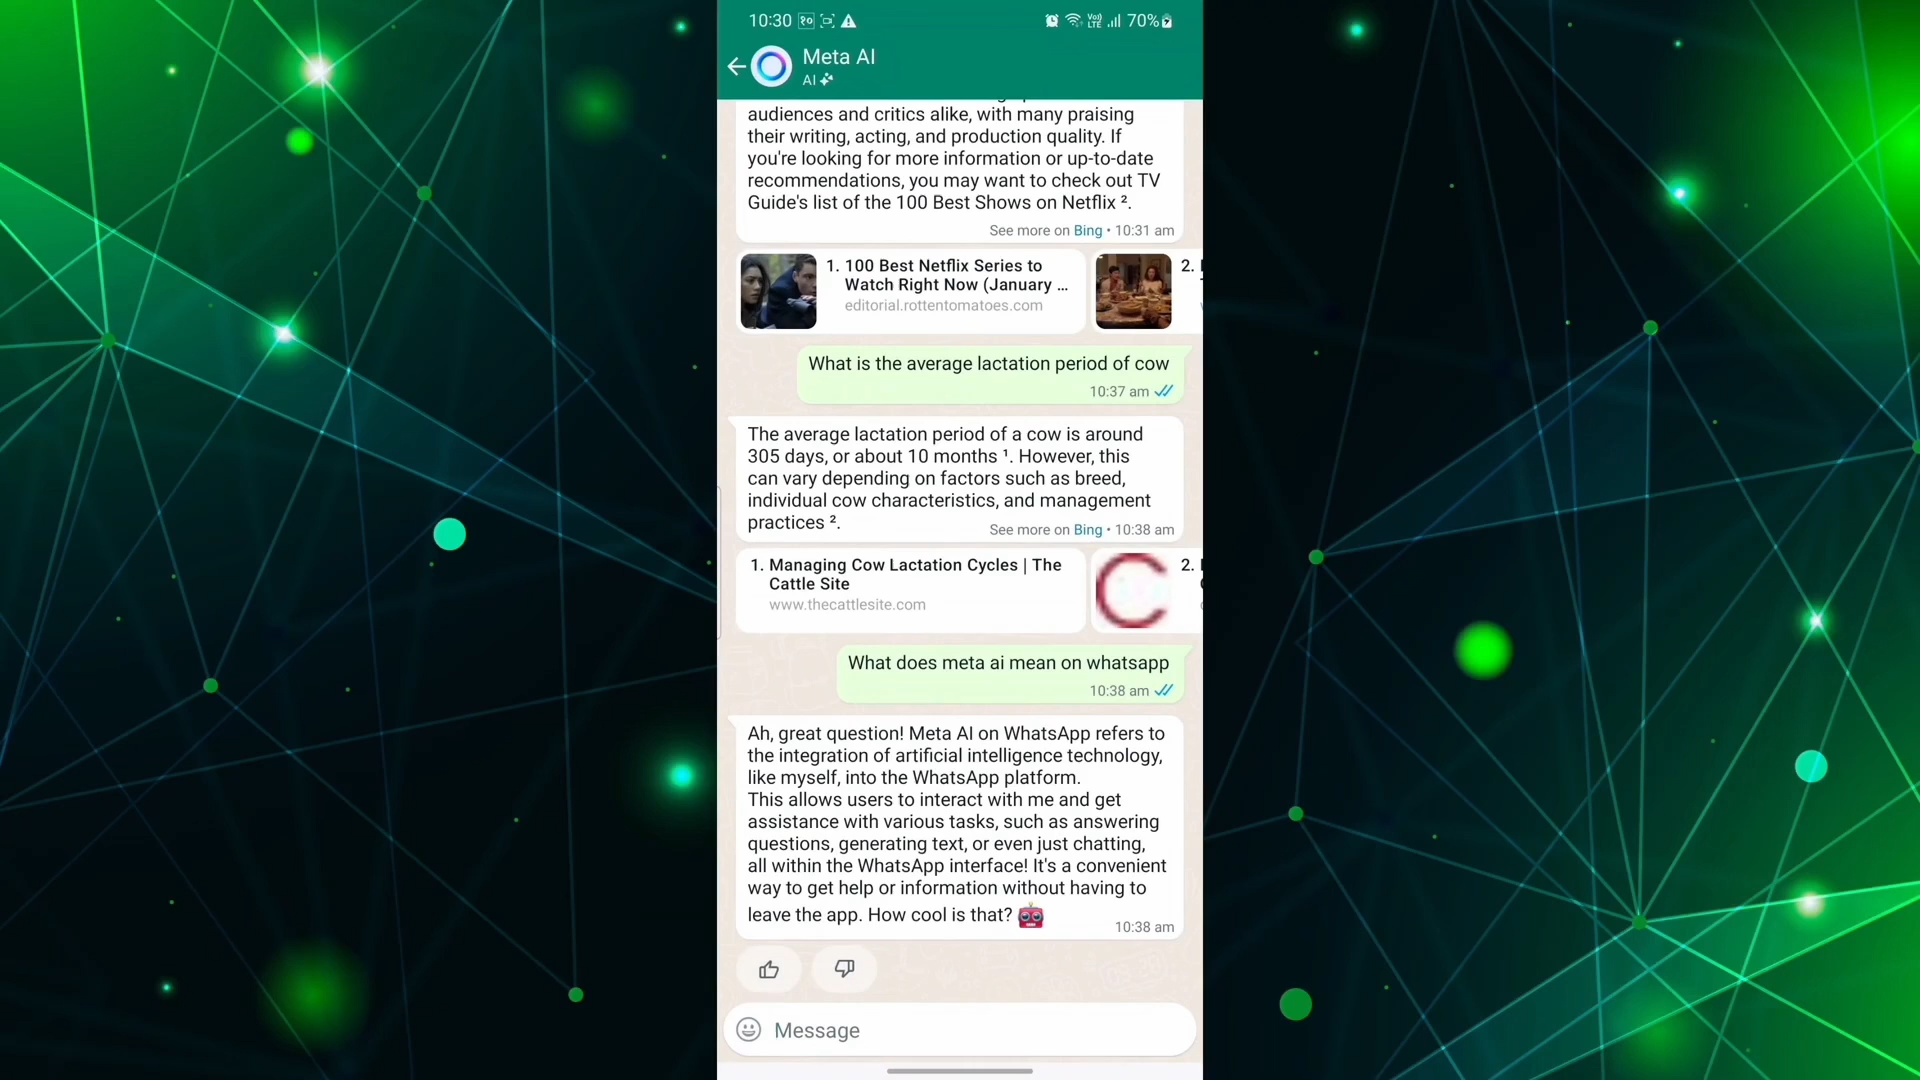 10:30 70%
Meta AI
AI
audiences and critics alike, with many praising
their writing, acting, and production quality. If
you're looking for more information or up-to-date
recommendations, you may want to check out TV
Guide's list of the 100 Best Shows on Netflix ².
See more on Bing • 10:31 am
1. 100 Best Netflix Series to
Watch Right Now (January ...
editorial.rottentomatoes.com
2.
What is the average lactation period of cow
10:37 am
The average lactation period of a cow is around
305 days, or about 10 months ¹. However, this
can vary depending on factors such as breed,
individual cow characteristics, and management
practices ².
See more on Bing • 10:38 am
1. Managing Cow Lactation Cycles | The
Cattle Site
www.thecattlesite.com
2.
What does meta ai mean on whatsapp
10:38 am
Ah, great question! Meta AI on WhatsApp refers to
the integration of artificial intelligence technology,
like myself, into the WhatsApp platform.
This allows users to interact with me and get
assistance with various tasks, such as answering
questions, generating text, or even just chatting,
all within the WhatsApp interface! It's a convenient
way to get help or information without having to
leave the app. How cool is that? 🤖
10:38 am
Message